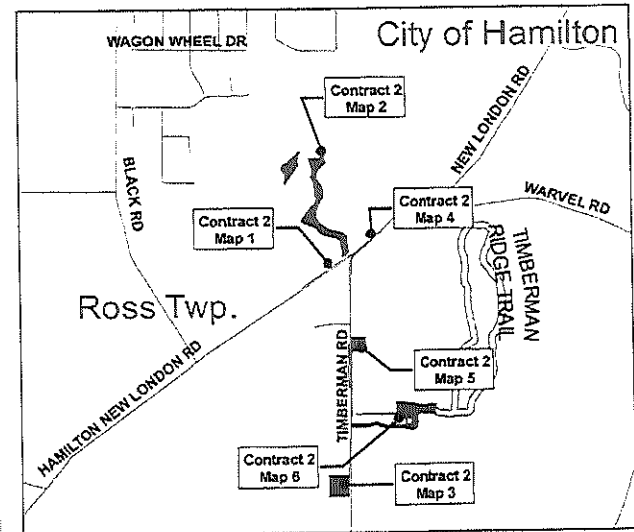 WAGON WHEEL DR
City of Hamilton
Contract 2
Map 2
NEW LONDON RD
BLACK RD
Contract 2
Map 4
WARVEL RD
Contract 2
Map 1
TIMBERMAN
RIDGE TRAIL
Ross Twp.
Contract 2
Map 5
TIMBERMAN RD
HAMILTON NEW LONDON RD
Contract 2
Map 6
Contract 2
Map 3